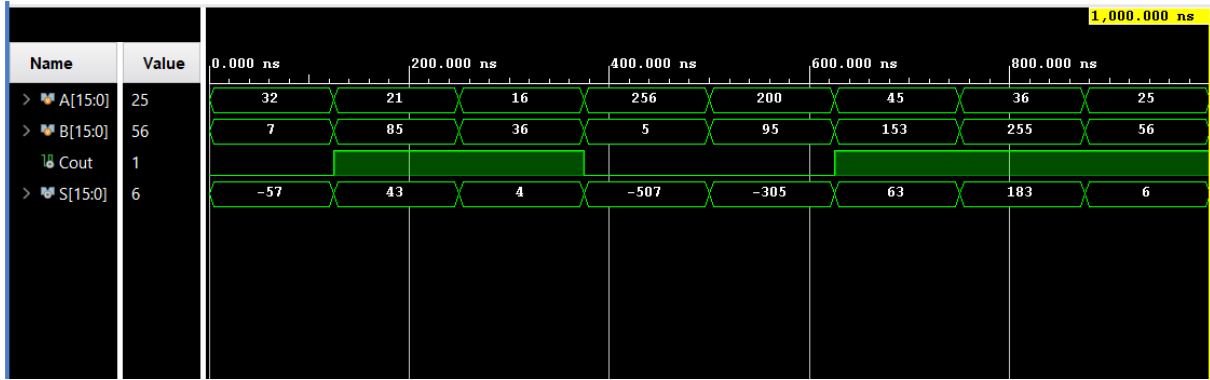 1,000.000 ns
Name Value 0.000 ns 200.000 ns 400.000 ns 600.000 ns 800.000 ns
> A[15:0] 25 32 21 16 256 200 45 36 25
> B[15:0] 56 7 85 36 5 95 153 255 56
Cout 1
> S[15:0] 6 -57 43 4 -507 -305 63 183 6